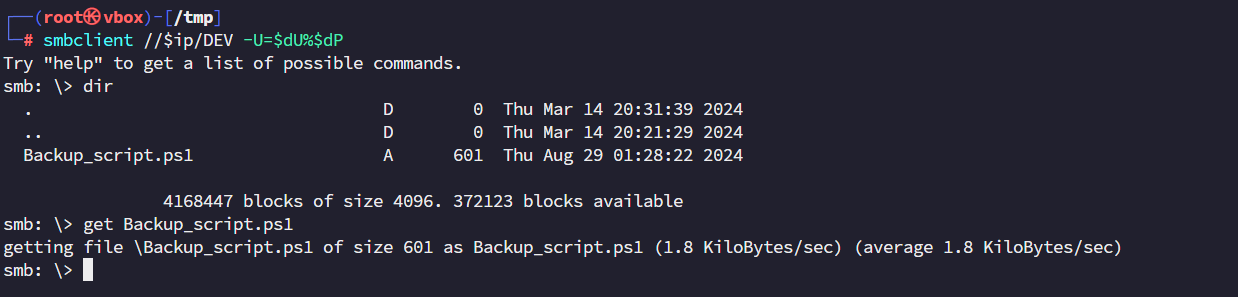 ┌──(root㉿vbox)-[/tmp]
└─# smbclient //$ip/DEV -U=$dU%$dP
Try "help" to get a list of possible commands.
smb: \> dir
  .                                   D        0  Thu Mar 14 20:31:39 2024
  ..                                  D        0  Thu Mar 14 20:21:29 2024
  Backup_script.ps1                   A      601  Thu Aug 29 01:28:22 2024
                4168447 blocks of size 4096. 372123 blocks available
smb: \> get Backup_script.ps1
getting file \Backup_script.ps1 of size 601 as Backup_script.ps1 (1.8 KiloBytes/sec) (average 1.8 KiloBytes/sec)
smb: \>